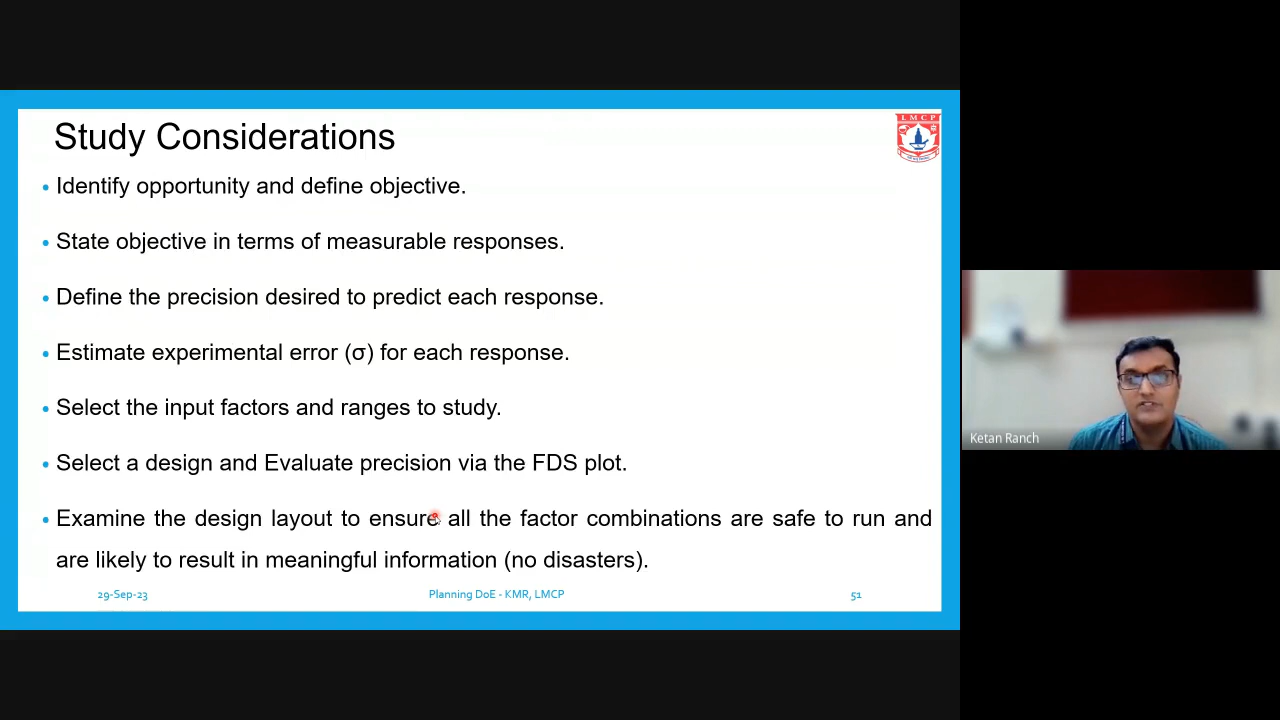 Study Considerations
LMCP
• Identify opportunity and define objective.
• State objective in terms of measurable responses.
• Define the precision desired to predict each response.
• Estimate experimental error (σ) for each response.
• Select the input factors and ranges to study.
• Select a design and Evaluate precision via the FDS plot.
• Examine the design layout to ensure all the factor combinations are safe to run and
are likely to result in meaningful information (no disasters).
29-Sep-23
Planning DoE - KMR, LMCP
51
Ketan Ranch